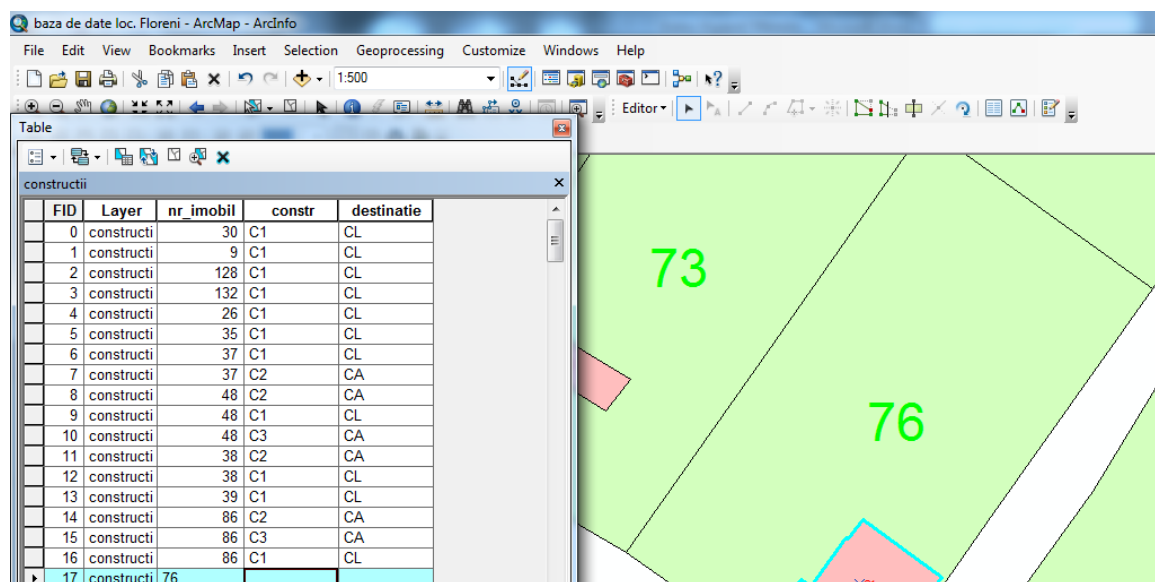 baza de date loc. Floreni - ArcMap - ArcInfo
File Edit View Bookmarks Insert Selection Geoprocessing Customize Windows Help
1:500
Editor
Table
constructii
FID Layer nr_imobil constr destinatie
0 constructi 30 C1 CL
1 constructi 9 C1 CL
2 constructi 128 C1 CL
3 constructi 132 C1 CL
4 constructi 26 C1 CL
5 constructi 35 C1 CL
6 constructi 37 C1 CL
7 constructi 37 C2 CA
8 constructi 48 C2 CA
9 constructi 48 C1 CL
10 constructi 48 C3 CA
11 constructi 38 C2 CA
12 constructi 38 C1 CL
13 constructi 39 C1 CL
14 constructi 86 C2 CA
15 constructi 86 C3 CA
16 constructi 86 C1 CL
17 constructi 76
73
76